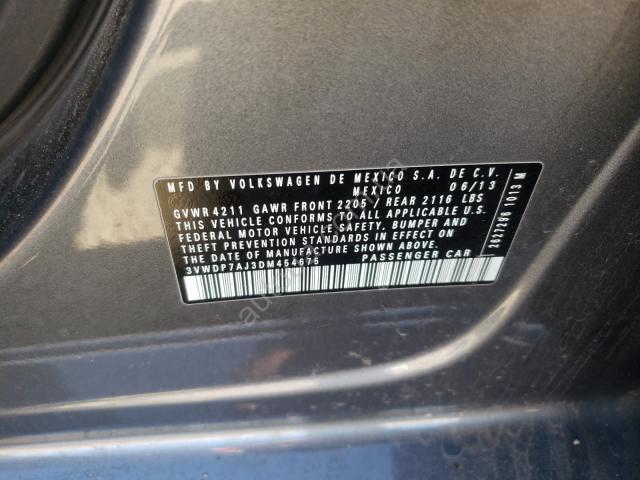 MFD BY VOLKSWAGEN DE MEXICO S.A. DE C.V.
MEXICO 06/13
GVWR 4211 GAWR FRONT 2205 / REAR 2116 LBS
THIS VEHICLE CONFORMS TO ALL APPLICABLE U.S.
FEDERAL MOTOR VEHICLE SAFETY, BUMPER AND
THEFT PREVENTION STANDARDS IN EFFECT ON
THE DATE OF MANUFACTURE SHOWN ABOVE.
3VWDP7AJ3DM454675 PASSENGER CAR
2627266 1013 M